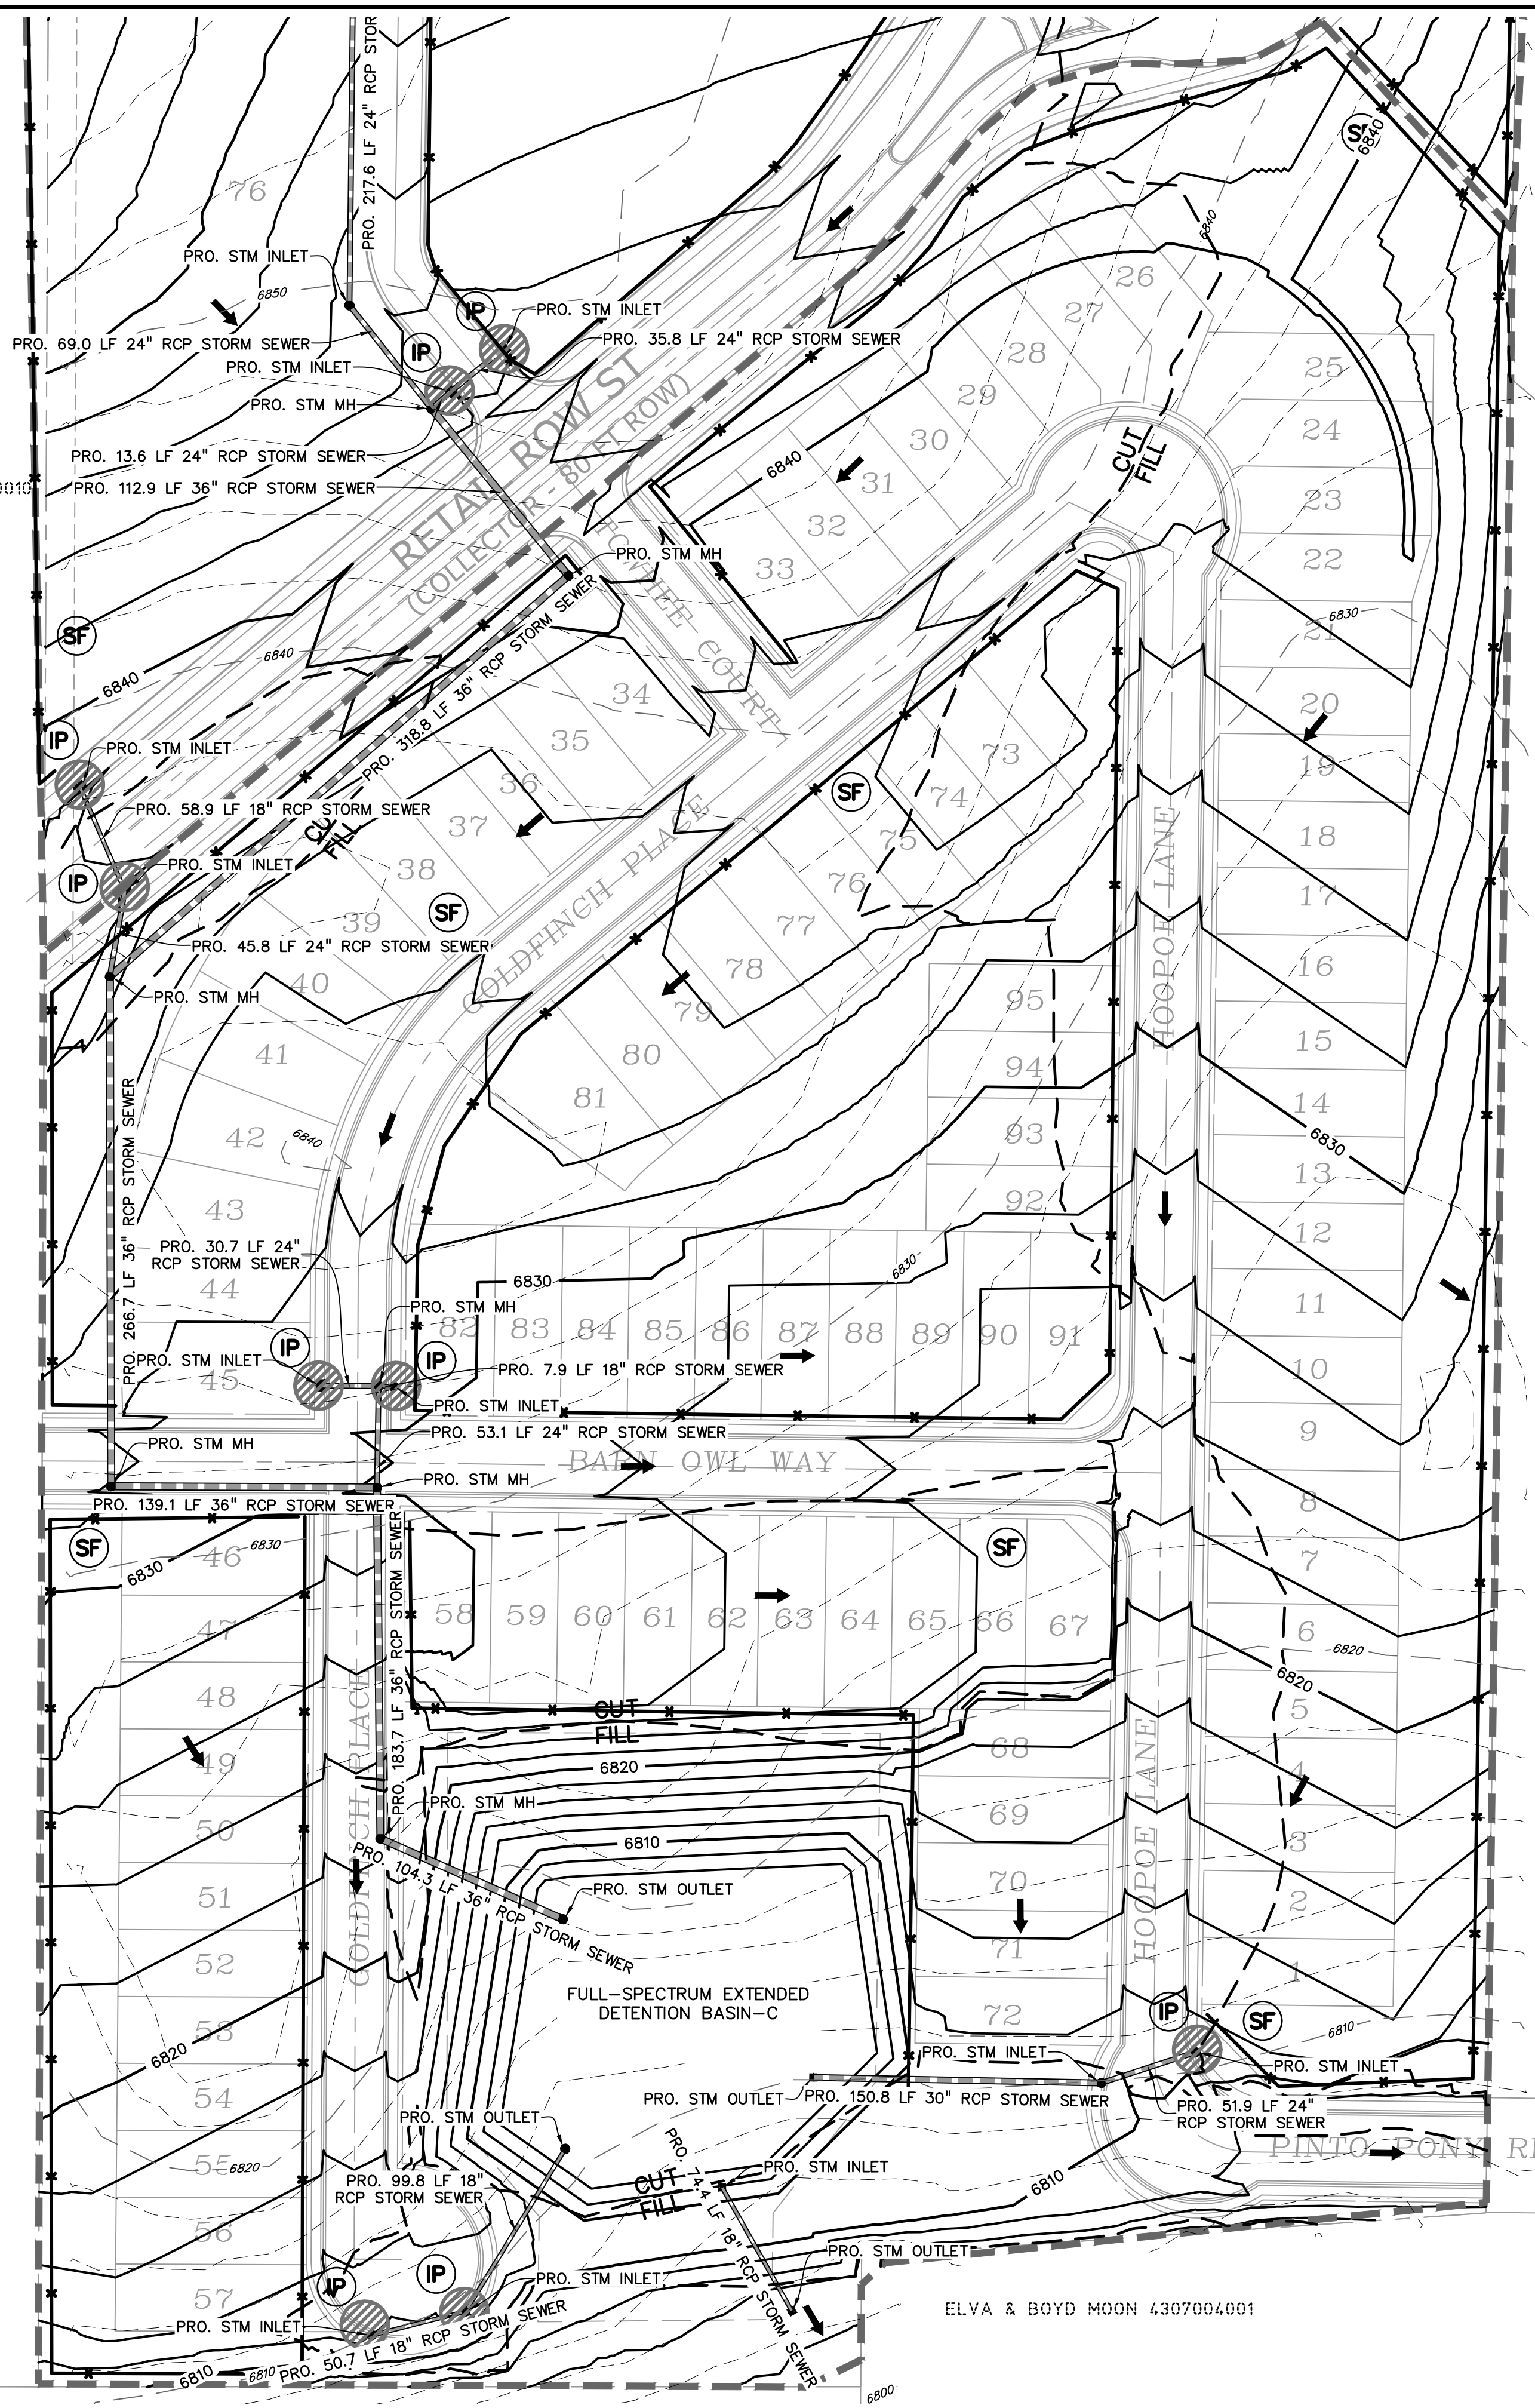 PRO. 217.6 LF 24" RCP STOR
76
SF
6840
PRO. STM INLET
6850
IP
PRO. STM INLET
6840
26
27
PRO. 69.0 LF 24" RCP STORM SEWER
IP
PRO. 35.8 LF 24" RCP STORM SEWER
28
25
PRO. STM INLET
29
PRO. STM MH
RETAIL ROW ST
(COLLECTOR - 80 FT ROW)
30
24
PRO. 13.6 LF 24" RCP STORM SEWER
6840
CUT
FILL
0010
PRO. 112.9 LF 36" RCP STORM SEWER
31
23
32
PRO. STM MH
33
22
TOWHEE COURT
SF
6830
21
6840
6840
34
20
IP
PRO. STM INLET
PRO. 318.8 LF 36" RCP STORM SEWER
35
73
19
36
SF
74
PRO. 58.9 LF 18" RCP STORM SEWER
37
75
18
CU
FILL
PRO. STM INLET
38
76
HOOPOE LANE
IP
39
SF
77
17
PRO. 45.8 LF 24" RCP STORM SEWER
GOLDFINCH PLACE
78
16
PRO. STM MH
40
79
95
15
41
80
94
PRO. 266.7 LF 36" RCP STORM SEWER
81
14
42
6840
93
6830
13
43
92
12
PRO. 30.7 LF 24"
RCP STORM SEWER
6830
6830
44
PRO. STM MH
11
82
83
84
85
86
87
88
89
90
91
IP
PRO. STM INLET
IP
PRO. 7.9 LF 18" RCP STORM SEWER
10
45
PRO. STM INLET
PRO. 53.1 LF 24" RCP STORM SEWER
9
PRO. STM MH
BARN OWL WAY
PRO. STM MH
PRO. 139.1 LF 36" RCP STORM SEWER
8
SF
6830
46
SF
7
6830
PRO. 183.7 LF 36" RCP STORM SEWER
47
58
59
60
61
62
63
64
65
66
67
6
6820
48
6820
5
CUT
FILL
49
68
4
6820
GOLDFINCH PLACE
HOOPOE LANE
PRO. STM MH
50
69
6810
3
PRO. 104.3 LF 36" RCP STORM SEWER
51
PRO. STM OUTLET
70
2
52
71
1
FULL-SPECTRUM EXTENDED
DETENTION BASIN-C
53
72
IP
SF
6820
6810
PRO. STM INLET
PRO. STM INLET
54
PRO. STM OUTLET
PRO. 150.8 LF 30" RCP STORM SEWER
PRO. 51.9 LF 24"
RCP STORM SEWER
PRO. STM OUTLET
PINTO PONY R
55
6820
PRO. STM INLET
PRO. 99.8 LF 18"
RCP STORM SEWER
CUT
FILL
6810
PRO. 74.4 LF 18" RCP STORM SEWER
56
PRO. STM OUTLET
IP
IP
PRO. STM INLET
57
PRO. STM INLET
ELVA & BOYD MOON 4307004001
PRO. 50.7 LF 18" RCP STORM SEWER
6810
6810
6800